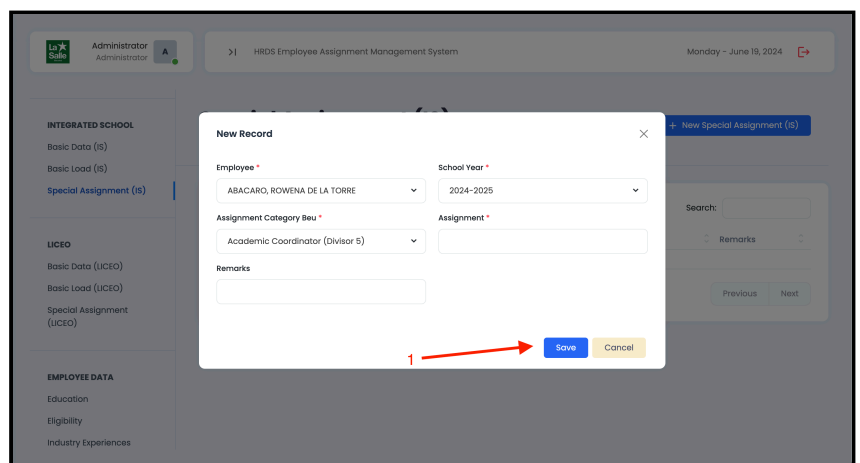 La Salle
Administrator
Administrator
A
HRDS Employee Assignment Management System
Monday - June 19, 2024
INTEGRATED SCHOOL
Basic Data (IS)
Basic Load (IS)
Special Assignment (IS)
LICEO
Basic Data (LICEO)
Basic Load (LICEO)
Special Assignment
(LICEO)
EMPLOYEE DATA
Education
Eligibility
Industry Experiences
+ New Special Assignment (IS)
New Record
Employee *
School Year *
ABACARO, ROWENA DE LA TORRE
2024-2025
Assignment Category Beu *
Assignment *
Academic Coordinator (Divisor 5)
Remarks
1
Save
Cancel
Search:
Remarks
Previous
Next